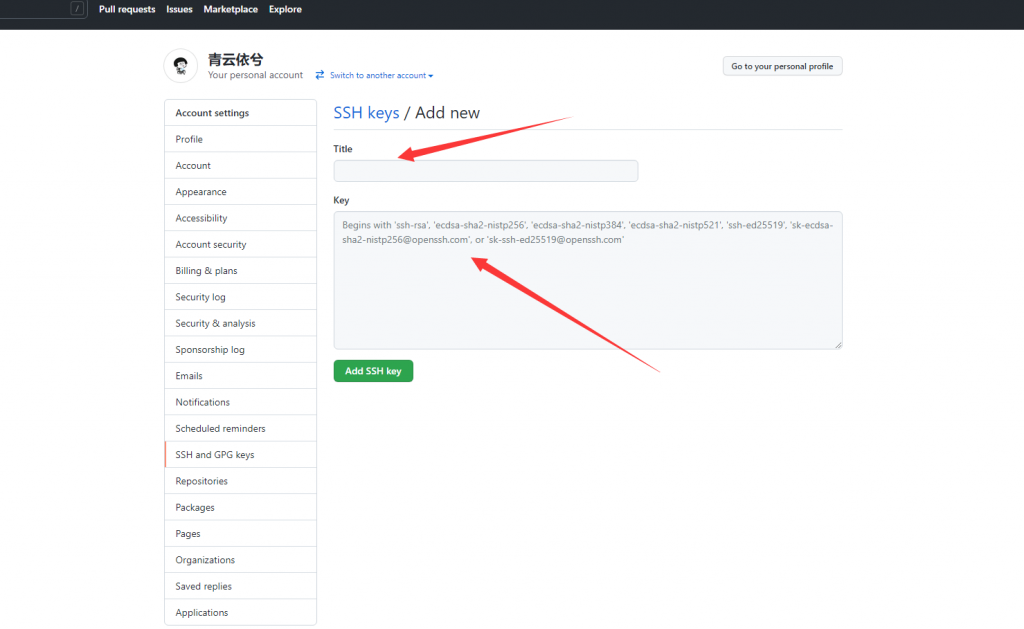 / Pull requests Issues Marketplace Explore
青云依兮
Your personal account Switch to another account
Go to your personal profile
Account settings
Profile
Account
Appearance
Accessibility
Account security
Billing & plans
Security log
Security & analysis
Sponsorship log
Emails
Notifications
Scheduled reminders
SSH and GPG keys
Repositories
Packages
Pages
Organizations
Saved replies
Applications
SSH keys / Add new
Title
Key
Begins with 'ssh-rsa', 'ecdsa-sha2-nistp256', 'ecdsa-sha2-nistp384', 'ecdsa-sha2-nistp521', 'ssh-ed25519', 'sk-ecdsa-
sha2-nistp256@openssh.com', or 'sk-ssh-ed25519@openssh.com'
Add SSH key